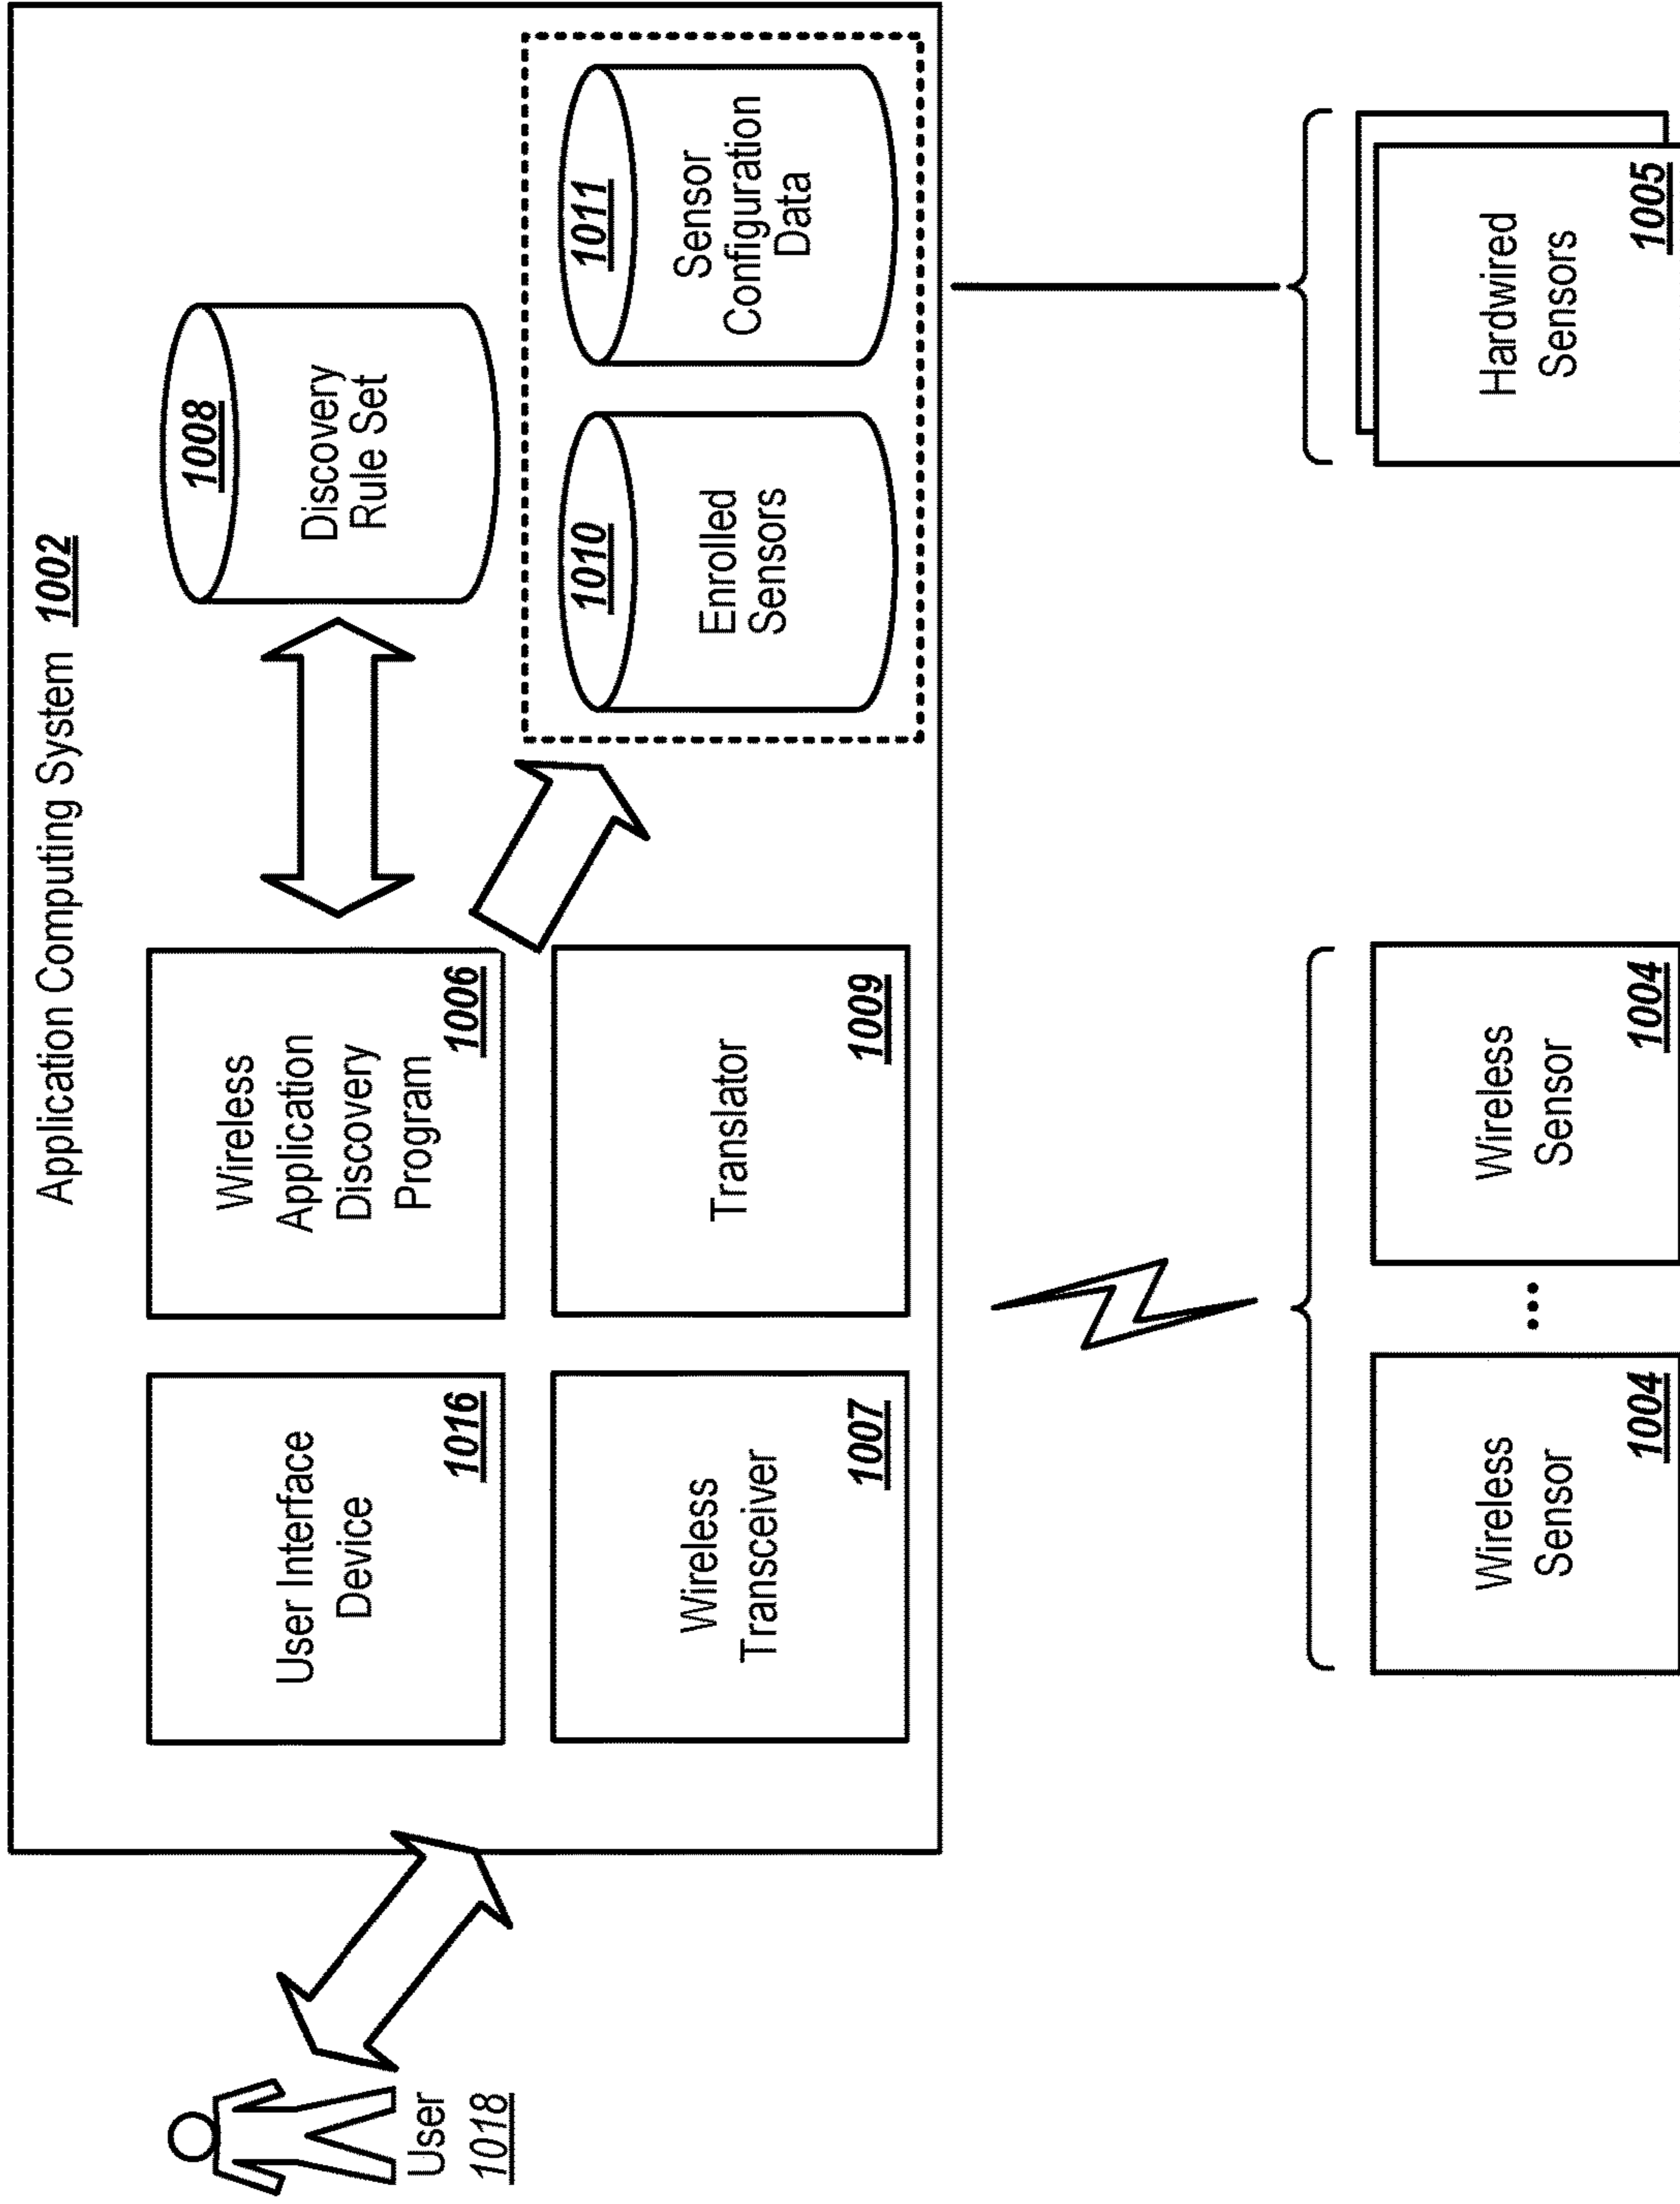 Application Computing System 1002
User Interface
Device
1016
Wireless
Application
Discovery
Program
1006
1008
Discovery
Rule Set
Wireless
Transceiver
1007
Translator
1009
1010
Enrolled
Sensors
1011
Sensor
Configuration
Data
User
1018
Wireless
Sensor
1004
...
Wireless
Sensor
1004
Hardwired
Sensors
1005